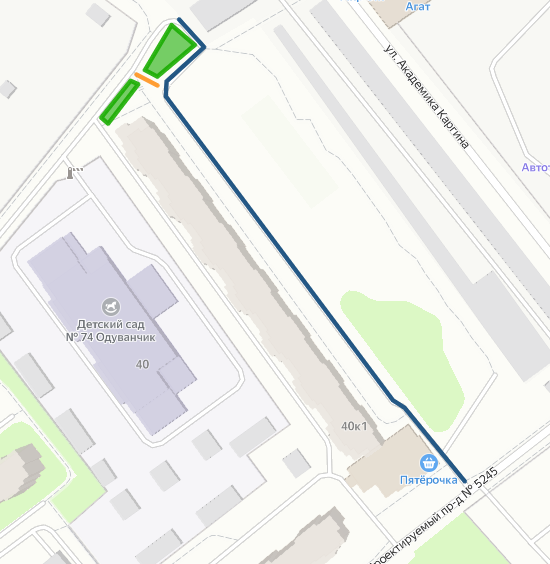 Агат
ул. Академика Каргина
Автот
Детский сад
№ 74 Одуванчик
40
40к1
Пятёрочка
Проектируемый пр-д № 5245